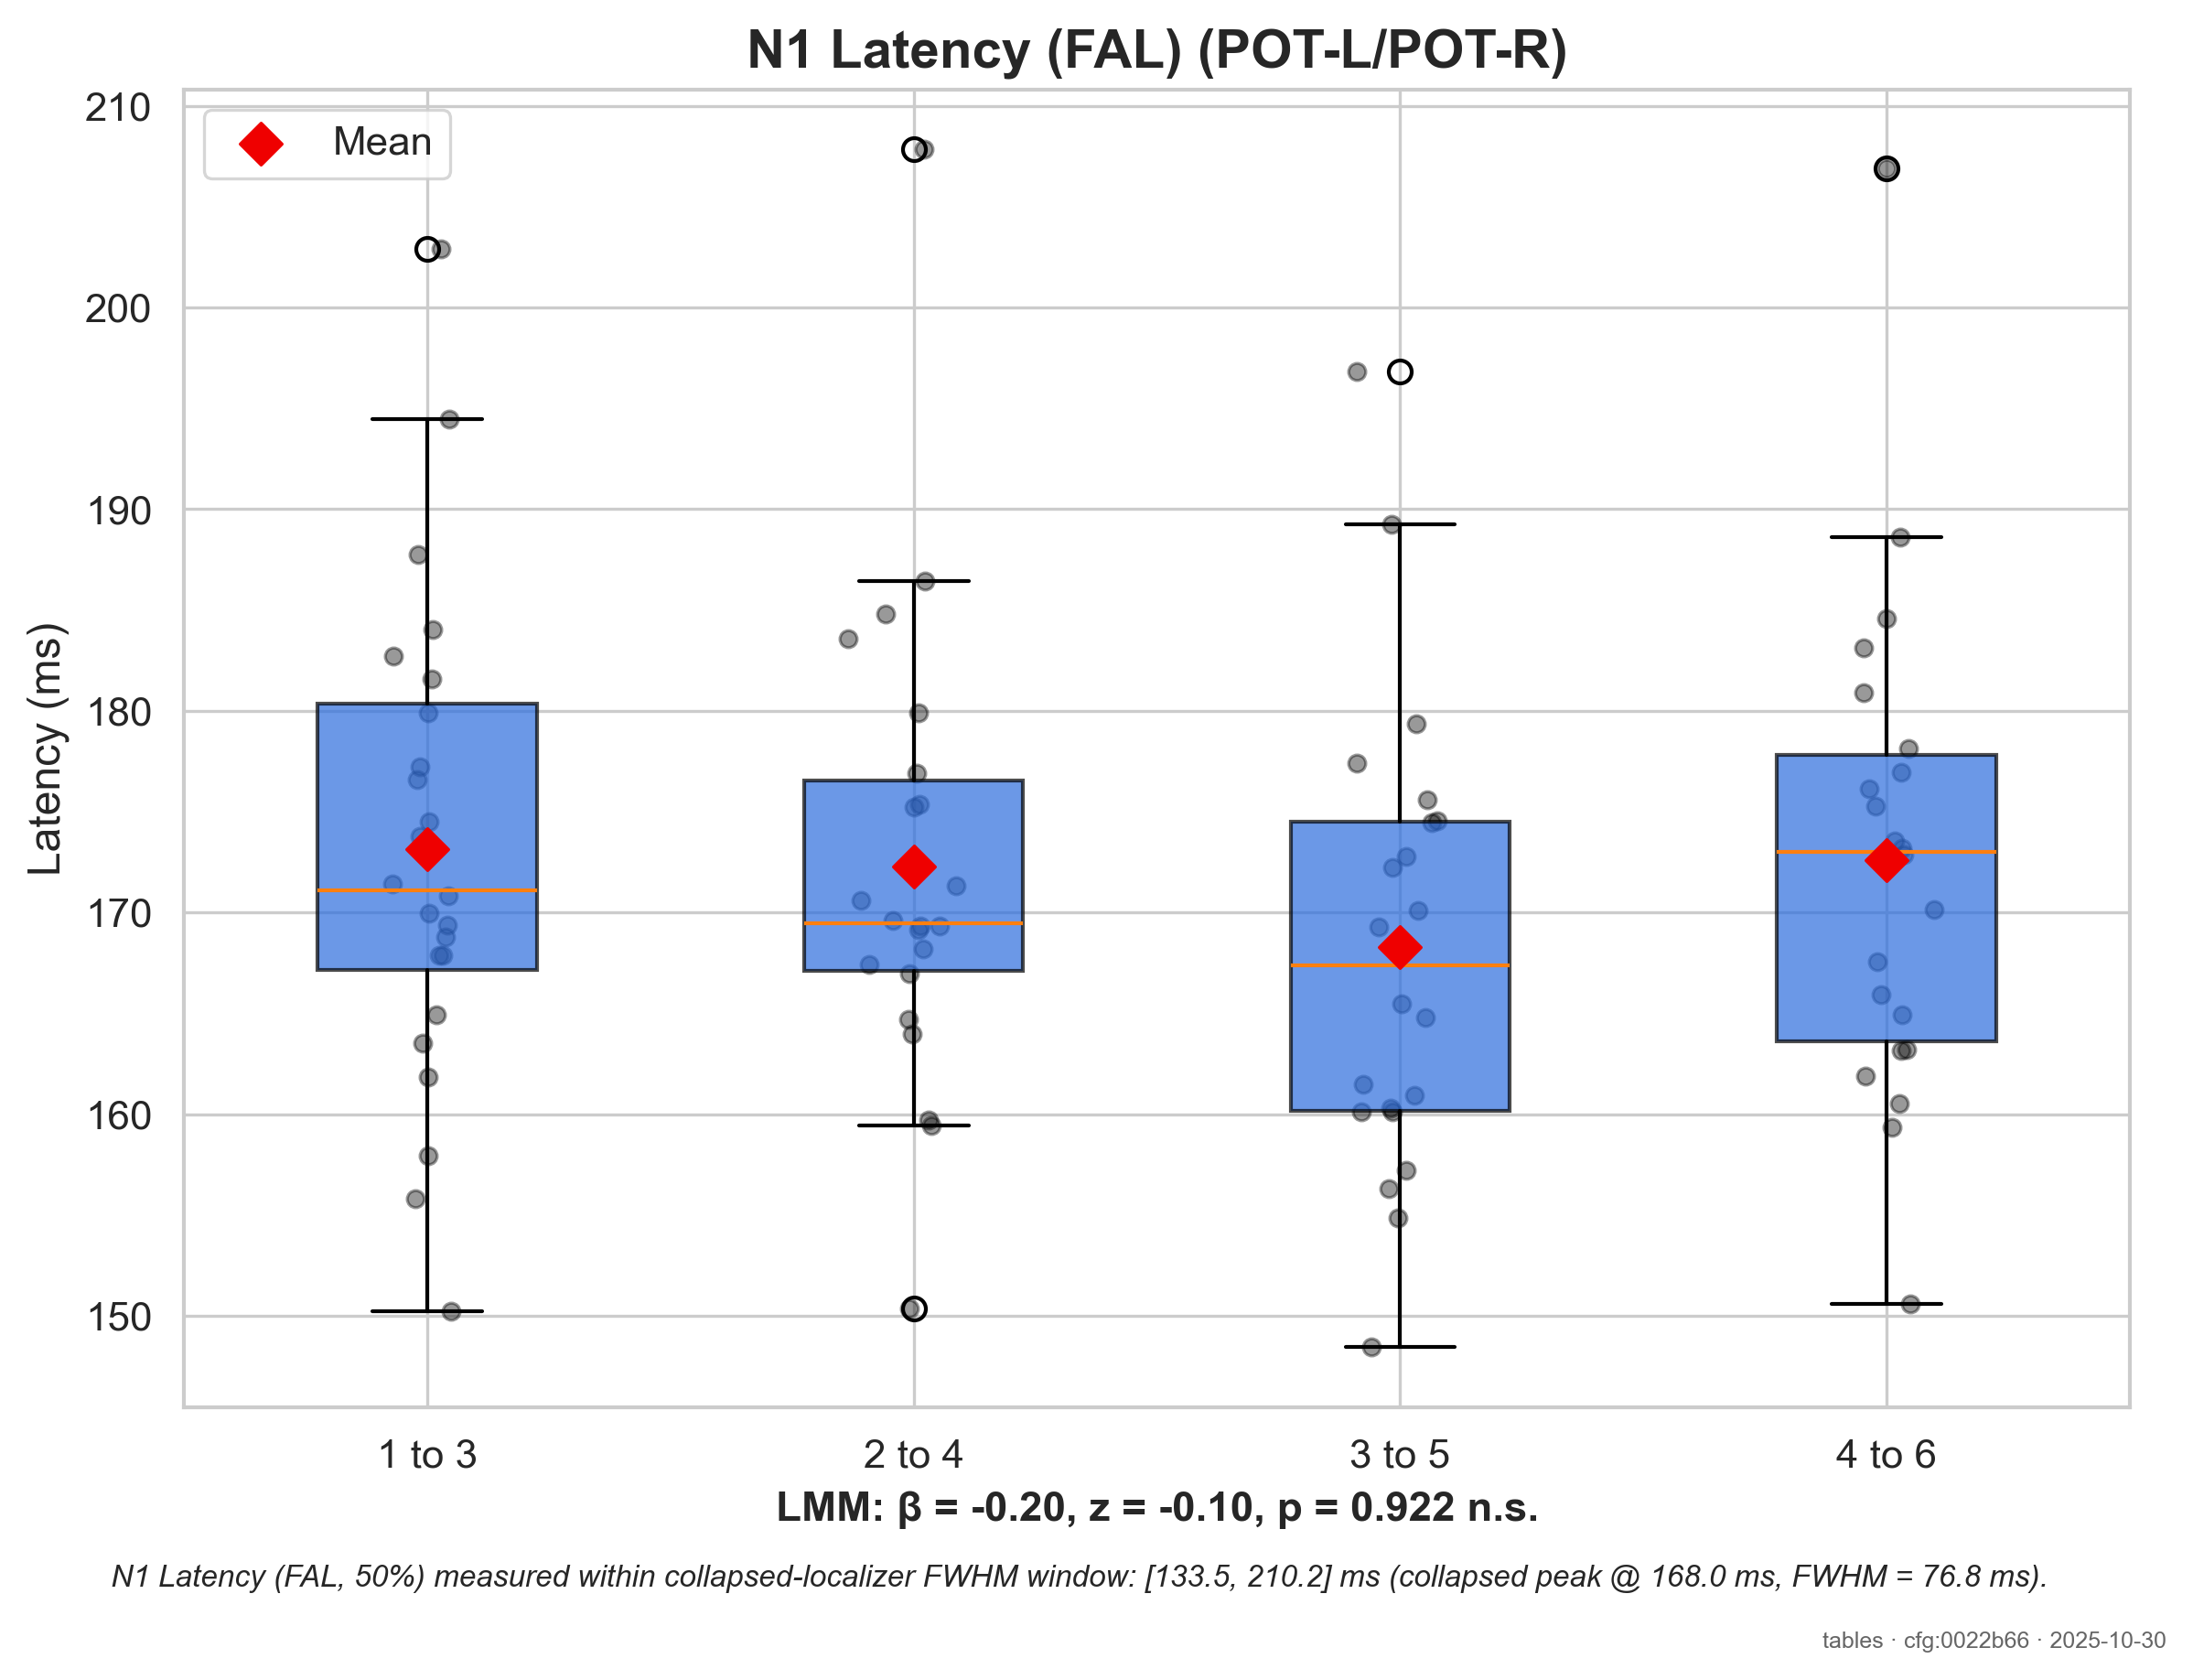 N1 Latency (FAL) (POT-L/POT-R)
Mean
Latency (ms)
210
200
190
180
170
160
150
1 to 3
2 to 4
3 to 5
4 to 6
LMM: β = -0.20, z = -0.10, p = 0.922 n.s.
N1 Latency (FAL, 50%) measured within collapsed-localizer FWHM window: [133.5, 210.2] ms (collapsed peak @ 168.0 ms, FWHM = 76.8 ms).
tables · cfg:0022b66 · 2025-10-30